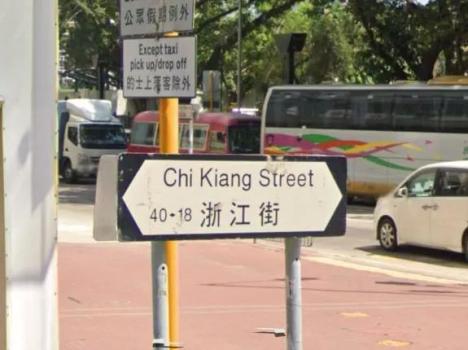 公眾假期例外
Except taxi
pick up/drop off
的士上落客除外
Chi Kiang Street
40-18 浙江街